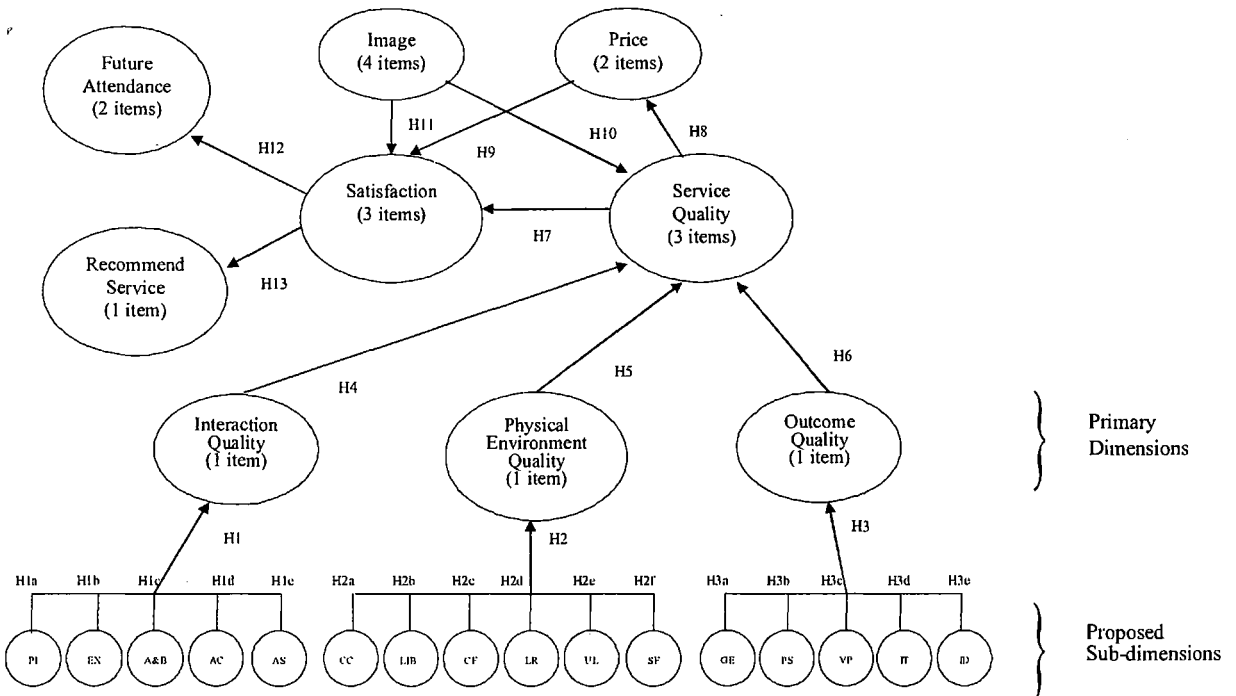 Image
(4 items)
Price
(2 items)
Future
Attendance
(2 items)
H11
H10
H8
H12
H9
Satisfaction
(3 items)
Service
Quality
(3 items)
H7
Recommend
Service
(1 item)
H13
H4
H5
H6
Interaction
Quality
(1 item)
Physical
Environment
Quality
(1 item)
Outcome
Quality
(1 item)
Primary
Dimensions
H1
H2
H3
H1a H1b H1c H1d H1e H2a H2b H2c H2d H2e H2f H3a H3b H3c H3d H3e
PI EX A&B AC AS CC LIB CF LR UL SF GE PS VP IT ID
Proposed
Sub-dimensions